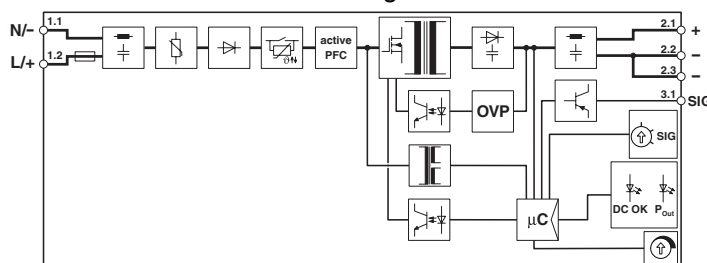 N/−
1.1
L/+
1.2
active
PFC
2.1
+
2.2
−
2.3
−
3.1
SIG
OVP
SIG
µC
DC OK
P Out
ϑ